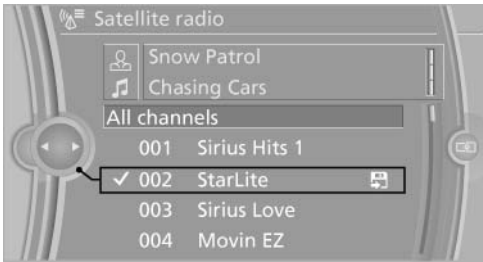 Satellite radio
Snow Patrol
Chasing Cars
All channels
001 Sirius Hits 1
✓ 002 StarLite
003 Sirius Love
004 Movin EZ